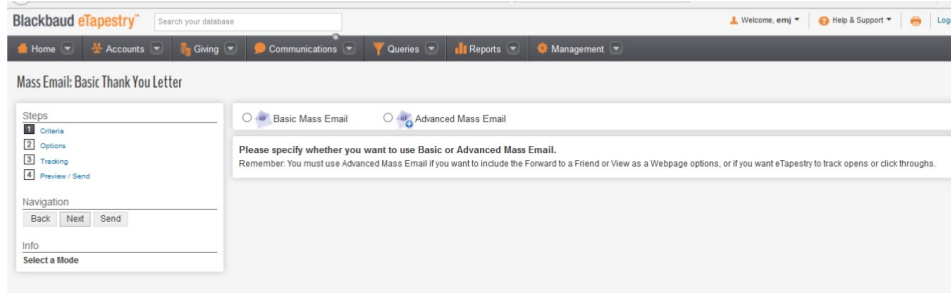 Blackbaud eTapestry™ Search your database Welcome, emj Help & Support Log
Home Accounts Giving Communications Queries Reports Management
Mass Email: Basic Thank You Letter
Steps
1 Criteria
2 Options
3 Tracking
4 Preview / Send
Navigation
Back Next Send
Info
Select a Mode
Basic Mass Email Advanced Mass Email
Please specify whether you want to use Basic or Advanced Mass Email.
Remember: You must use Advanced Mass Email if you want to include the Forward to a Friend or View as a Webpage options, or if you want eTapestry to track opens or click throughs.